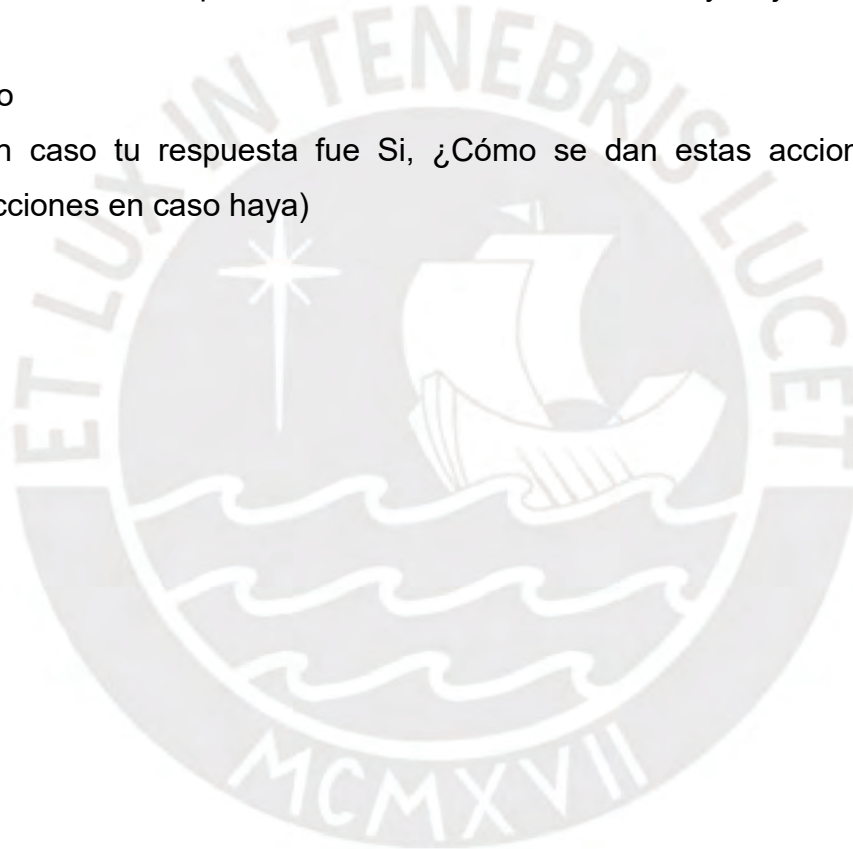 o
n caso tu respuesta fue Si, ¿Cómo se dan estas accion
cciones en caso haya)
ET LUX IN TENEBRIS LUCET
MCMXVII